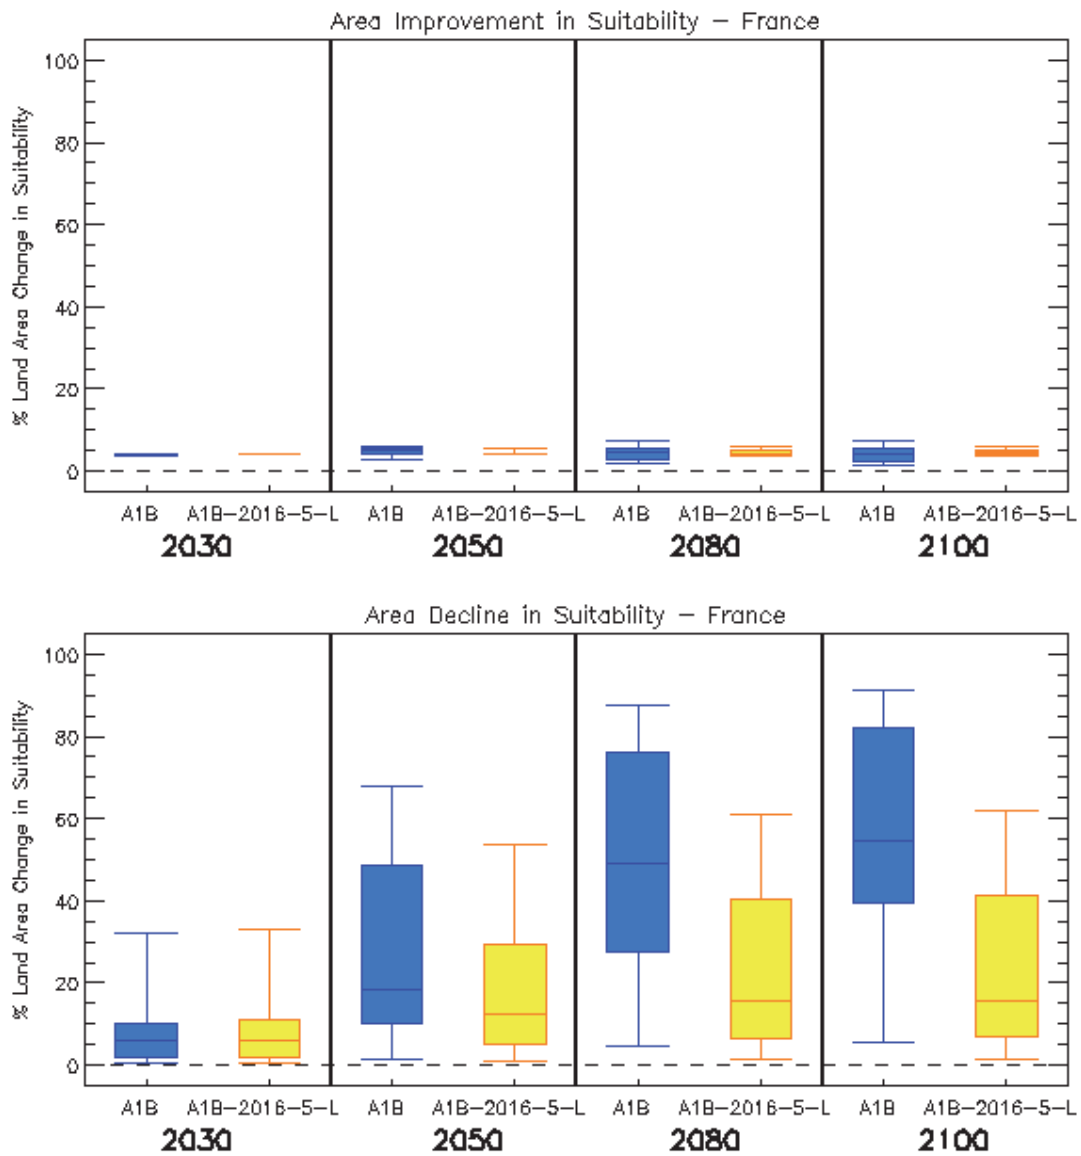 Area Improvement in Suitability – France
% Land Area Change in Suitability
100
80
60
40
20
0
A1B A1B–2016–5–L A1B A1B–2016–5–L A1B A1B–2016–5–L A1B A1B–2016–5–L
2030 2050 2080 2100
Area Decline in Suitability – France
% Land Area Change in Suitability
100
80
60
40
20
0
A1B A1B–2016–5–L A1B A1B–2016–5–L A1B A1B–2016–5–L A1B A1B–2016–5–L
2030 2050 2080 2100